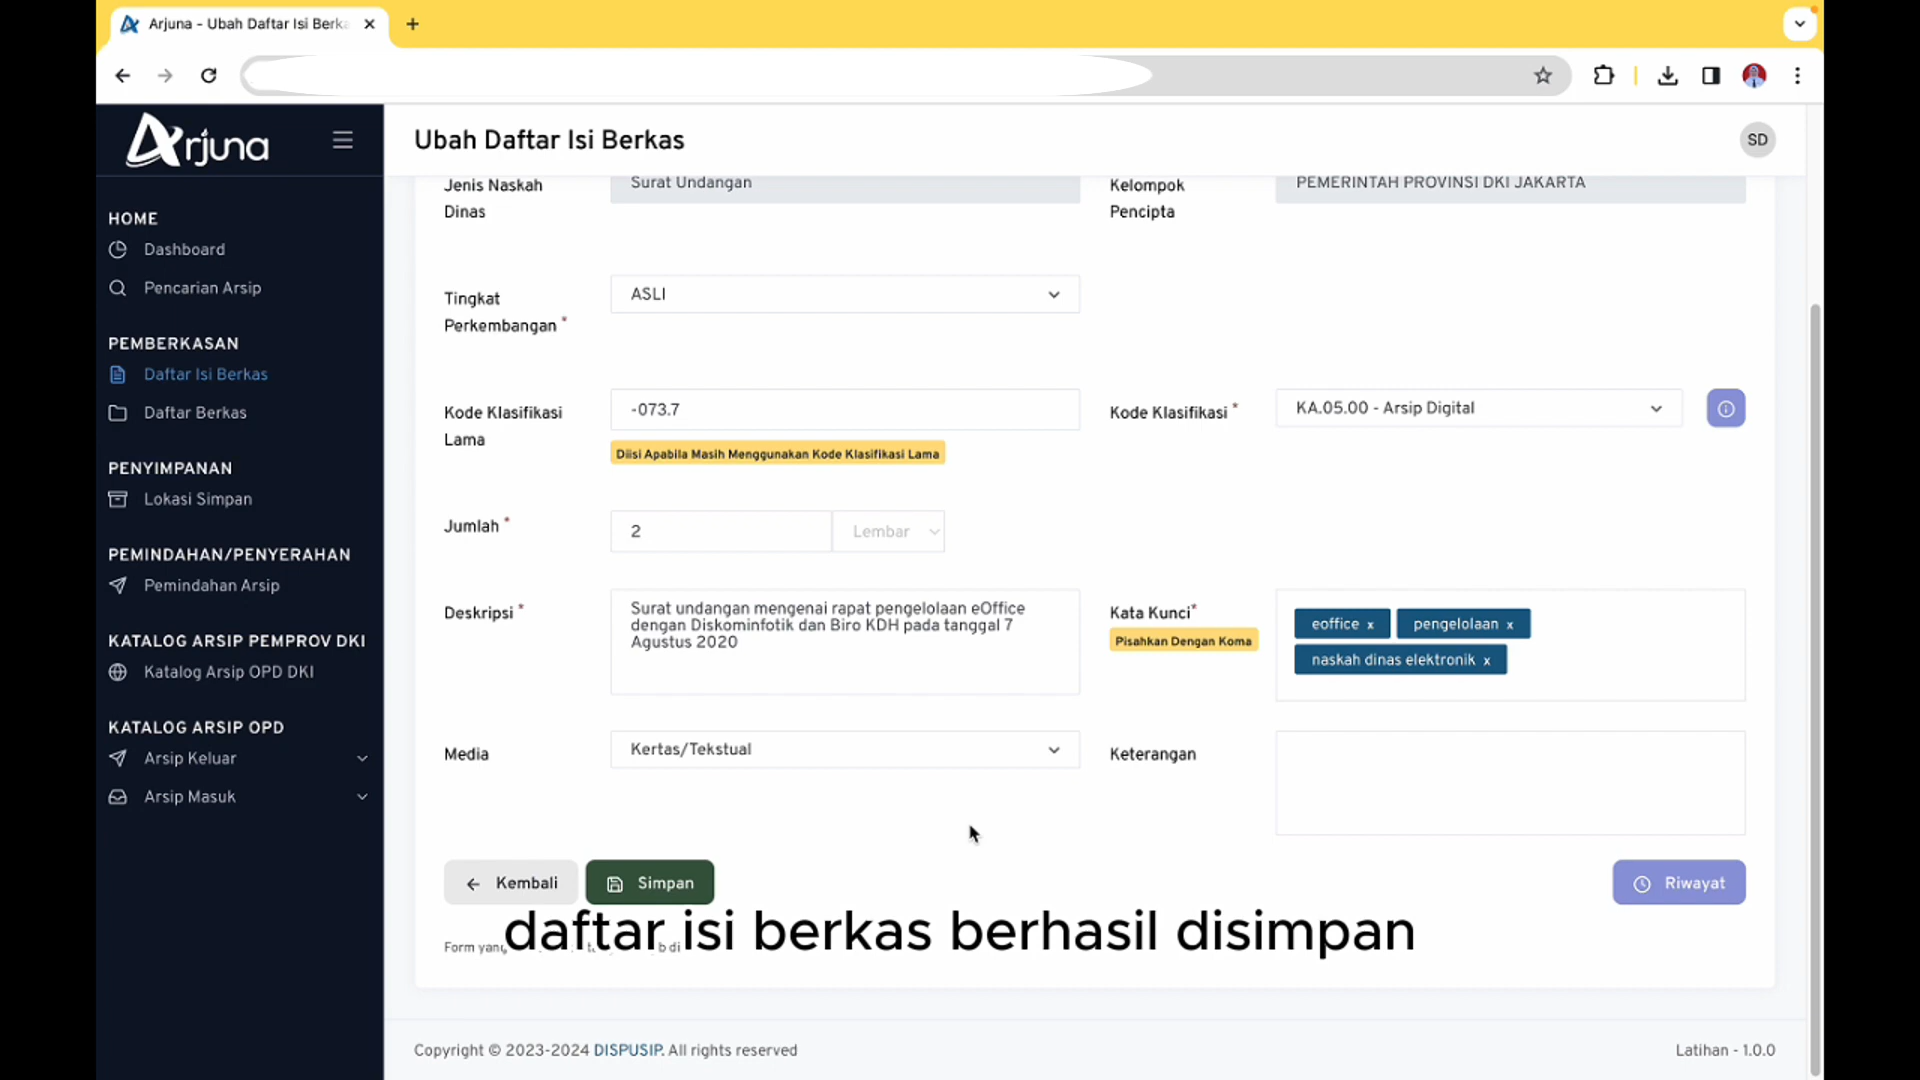 Arjuna - Ubah Daftar Isi Berka
Arjuna
Ubah Daftar Isi Berkas
SD
HOME
Dashboard
Pencarian Arsip
PEMBERKASAN
Daftar Isi Berkas
Daftar Berkas
PENYIMPANAN
Lokasi Simpan
PEMINDAHAN/PENYERAHAN
Pemindahan Arsip
KATALOG ARSIP PEMPROV DKI
Katalog Arsip OPD DKI
KATALOG ARSIP OPD
Arsip Keluar
Arsip Masuk
Jenis Naskah
Dinas
Surat Undangan
Kelompok
Pencipta
PEMERINTAH PROVINSI DKI JAKARTA
Tingkat
Perkembangan *
ASLI
Kode Klasifikasi
Lama
-073.7
Diisi Apabila Masih Menggunakan Kode Klasifikasi Lama
Kode Klasifikasi *
KA.05.00 - Arsip Digital
Jumlah *
2
Lembar
Deskripsi *
Surat undangan mengenai rapat pengelolaan eOffice
dengan Diskominfotik dan Biro KDH pada tanggal 7
Agustus 2020
Kata Kunci*
Pisahkan Dengan Koma
eoffice x
pengelolaan x
naskah dinas elektronik x
Media
Kertas/Tekstual
Keterangan
Kembali
Simpan
Riwayat
daftar isi berkas berhasil disimpan
Form
Copyright © 2023-2024 DISPUSIP. All rights reserved
Latihan - 1.0.0